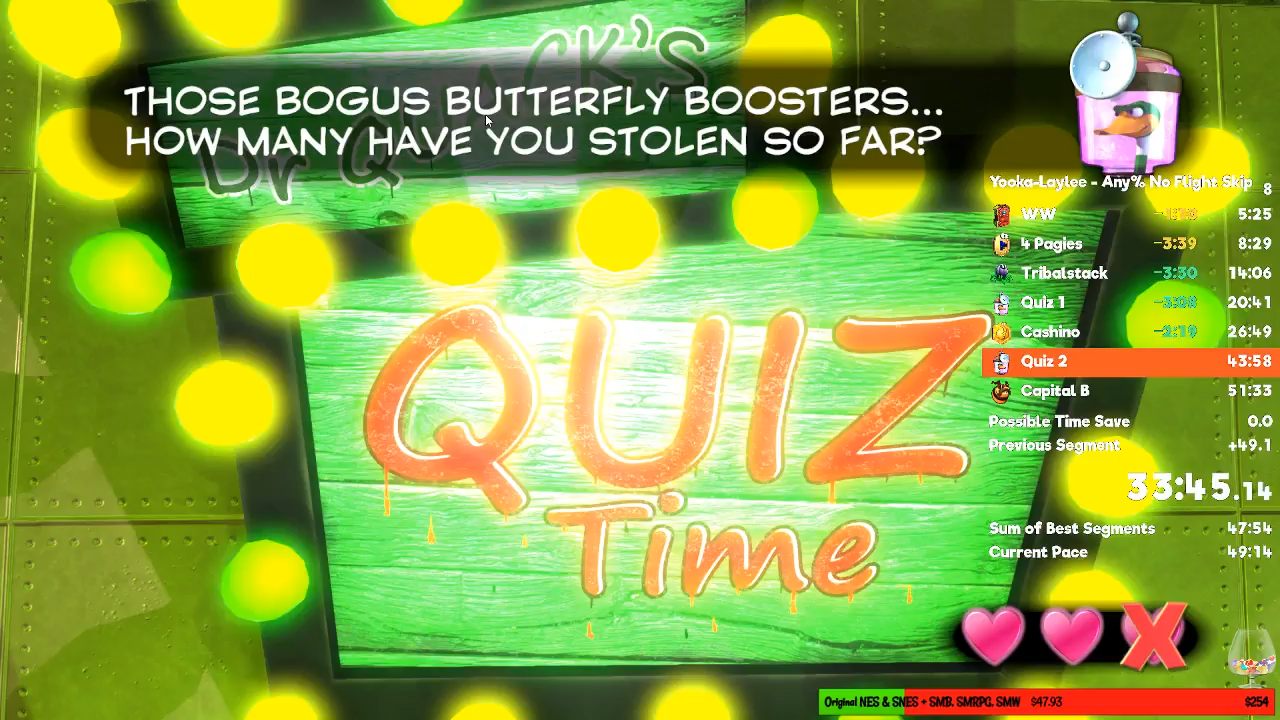 THOSE BOGUS BUTTERFLY BOOSTERS...
HOW MANY HAVE YOU STOLEN SO FAR?
Dr QUACK'S
QUIZ
Time
Yooka-Laylee - Any% No Flight Skip 8
WW 5:25
4 Pagies -3:39 8:29
Tribalstack -3:30 14:06
Quiz 1 -3:08 20:41
Cashino -2:19 26:49
Quiz 2 43:58
Capital B 51:33
Possible Time Save 0.0
Previous Segment +49.1
33:45.14
Sum of Best Segments 47:54
Current Pace 49:14
Original NES & SNES + SMB, SMRPG, SMW $47.93 $254